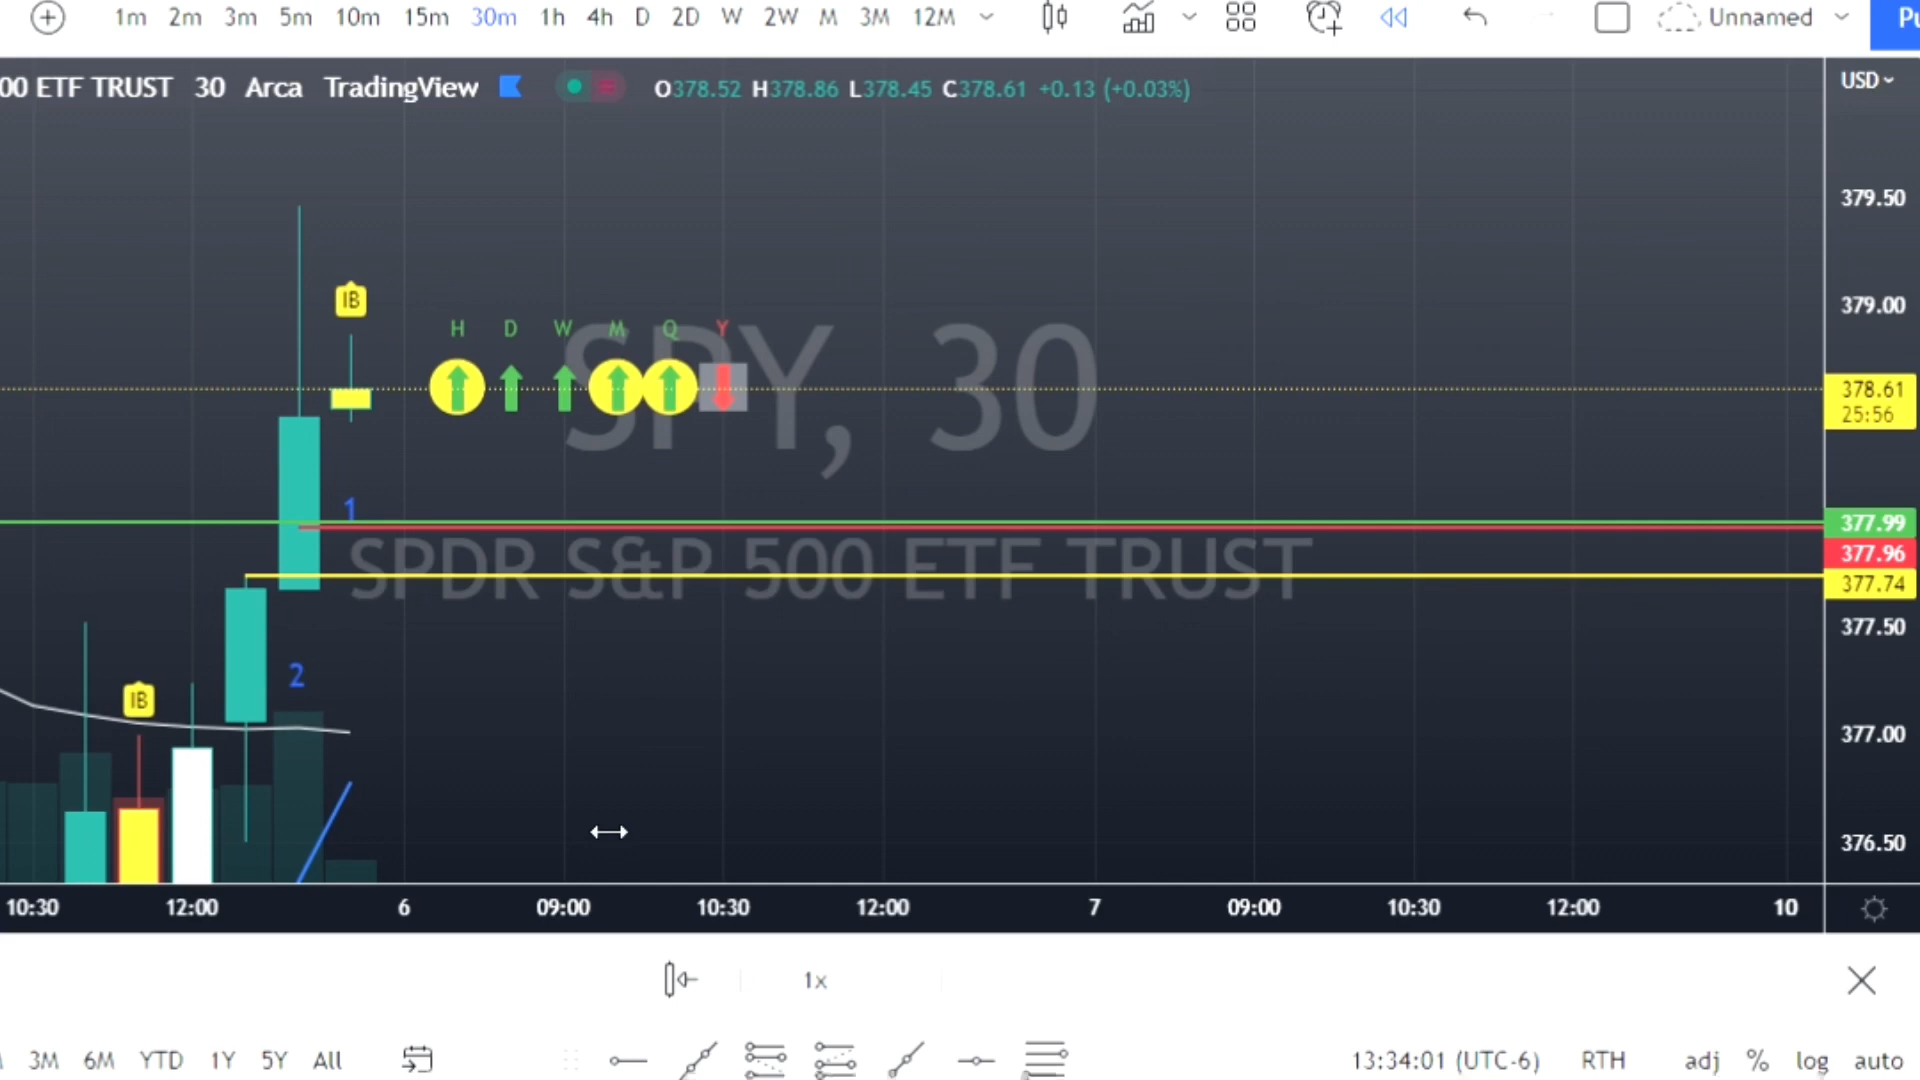 1m 2m 3m 5m 10m 15m 30m 1h 4h D 2D W 2W M 3M 12M Unnamed
00 ETF TRUST 30 Arca TradingView O378.52 H378.86 L378.45 C378.61 +0.13 (+0.03%) USD
379.50
IB
379.00
H D W M Q Y
SPY, 30
378.61
25:56
1
377.99
377.96
SPDR S&P 500 ETF TRUST
377.74
377.50
2
IB
377.00
376.50
10:30 12:00 6 09:00 10:30 12:00 7 09:00 10:30 12:00 10
1x
3M 6M YTD 1Y 5Y All 13:34:01 (UTC-6) RTH adj % log auto